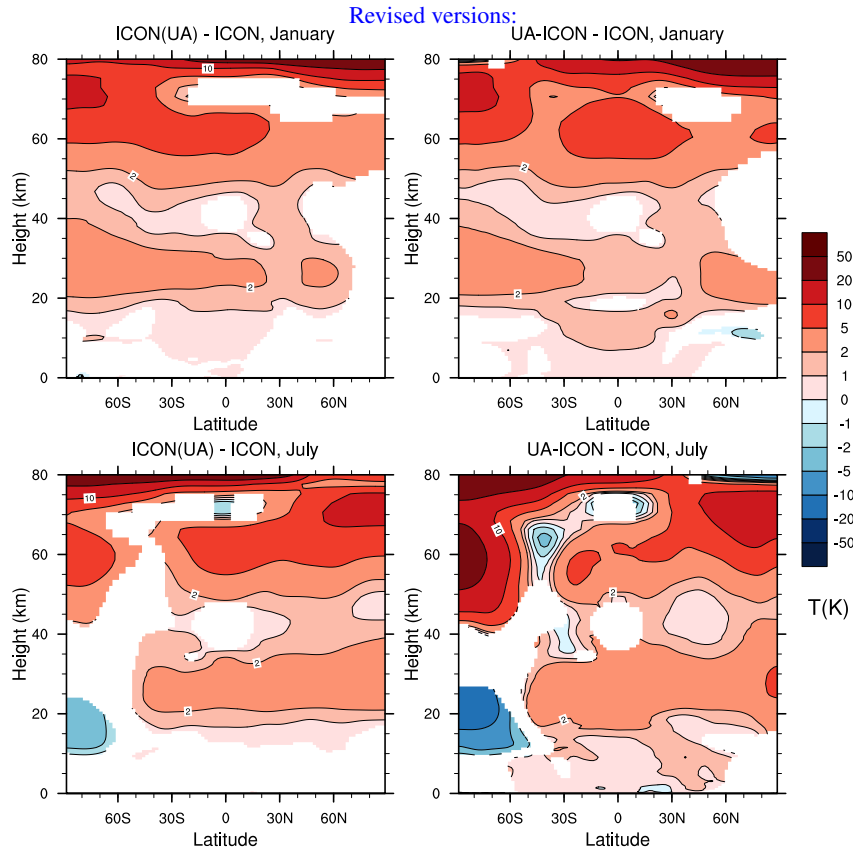 Revised versions:
ICON(UA) - ICON, January
UA-ICON - ICON, January
80
60
40
20
0
Height (km)
10
2
2
60S 30S 0 30N 60N
Latitude
80
60
40
20
0
Height (km)
2
2
60S 30S 0 30N 60N
Latitude
ICON(UA) - ICON, July
UA-ICON - ICON, July
80
60
40
20
0
Height (km)
10
2
2
2
60S 30S 0 30N 60N
Latitude
80
60
40
20
0
Height (km)
2
10
2
2
60S 30S 0 30N 60N
Latitude
50
20
10
5
2
1
0
-1
-2
-5
-10
-20
-50
T(K)